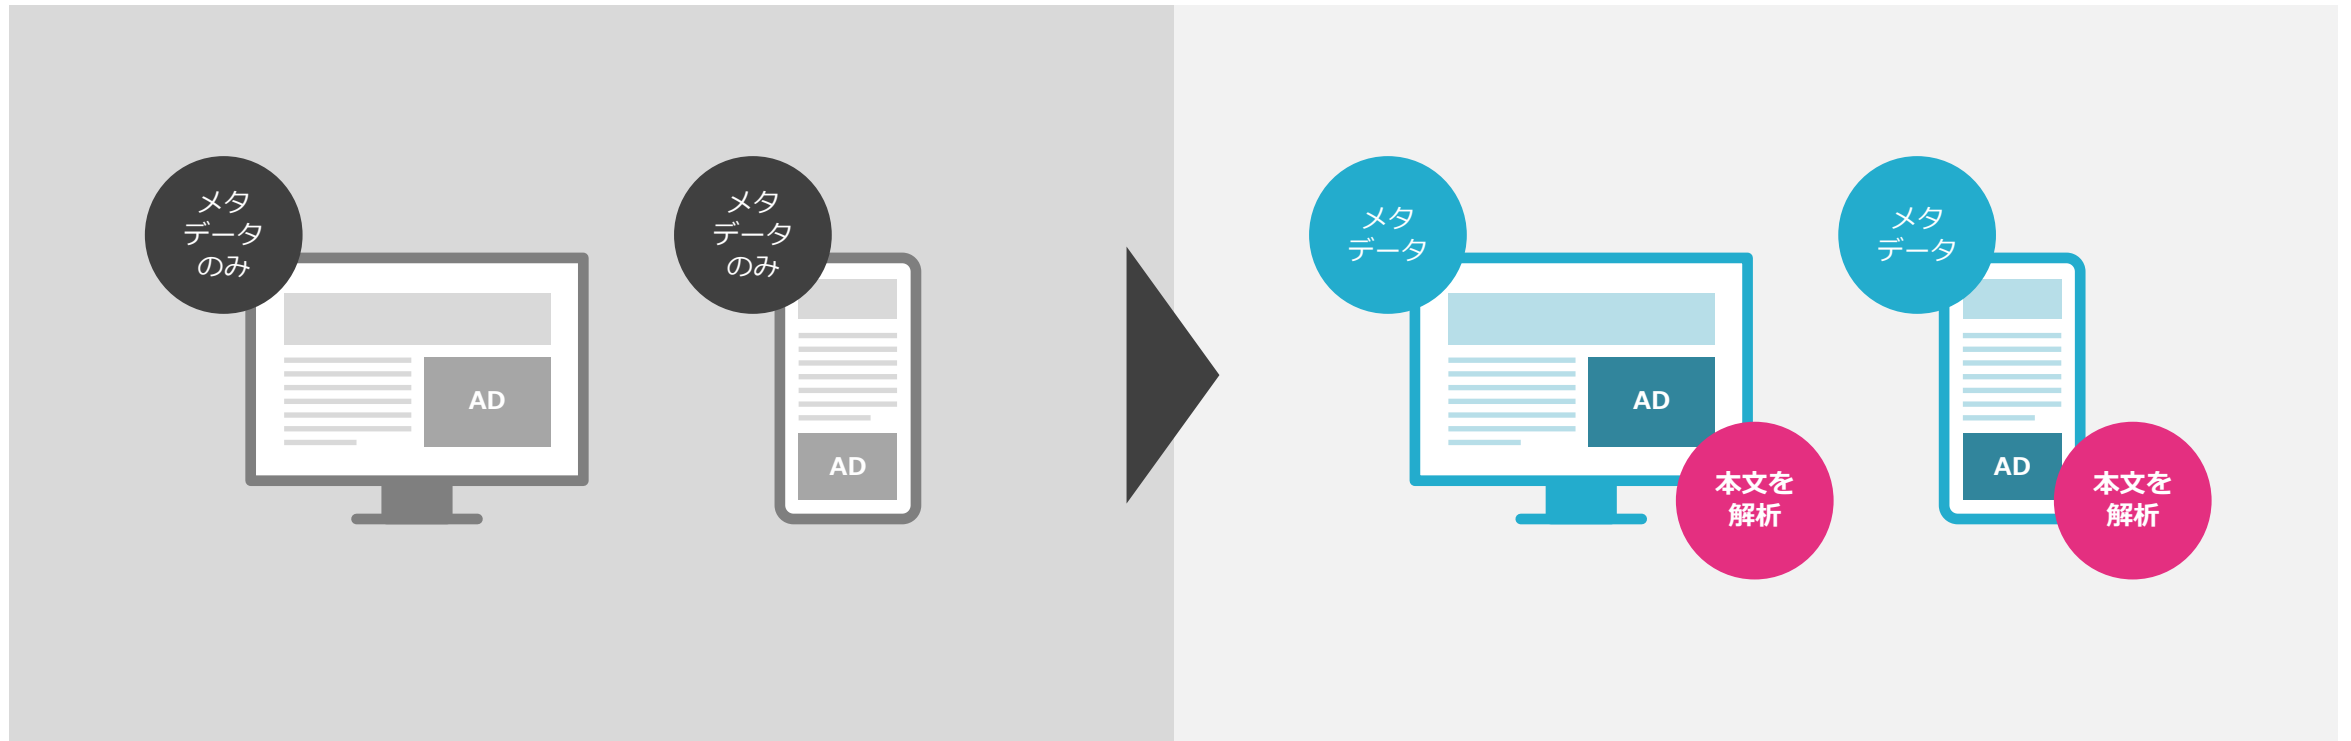 メタ
データ
のみ
AD
メタ
データ
のみ
AD
メタ
データ
AD
本文を
解析
メタ
データ
AD
本文を
解析